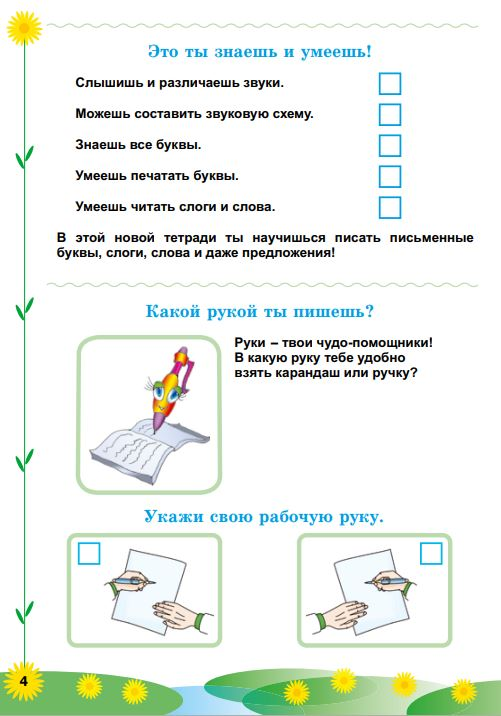 Это ты знаешь и умеешь!
Слышишь и различаешь звуки.
Можешь составить звуковую схему.
Знаешь все буквы.
Умеешь печатать буквы.
Умеешь читать слоги и слова.
В этой новой тетради ты научишься писать письменные
буквы, слоги, слова и даже предложения!
Какой рукой ты пишешь?
Руки – твои чудо-помощники!
В какую руку тебе удобно
взять карандаш или ручку?
Укажи свою рабочую руку.
4